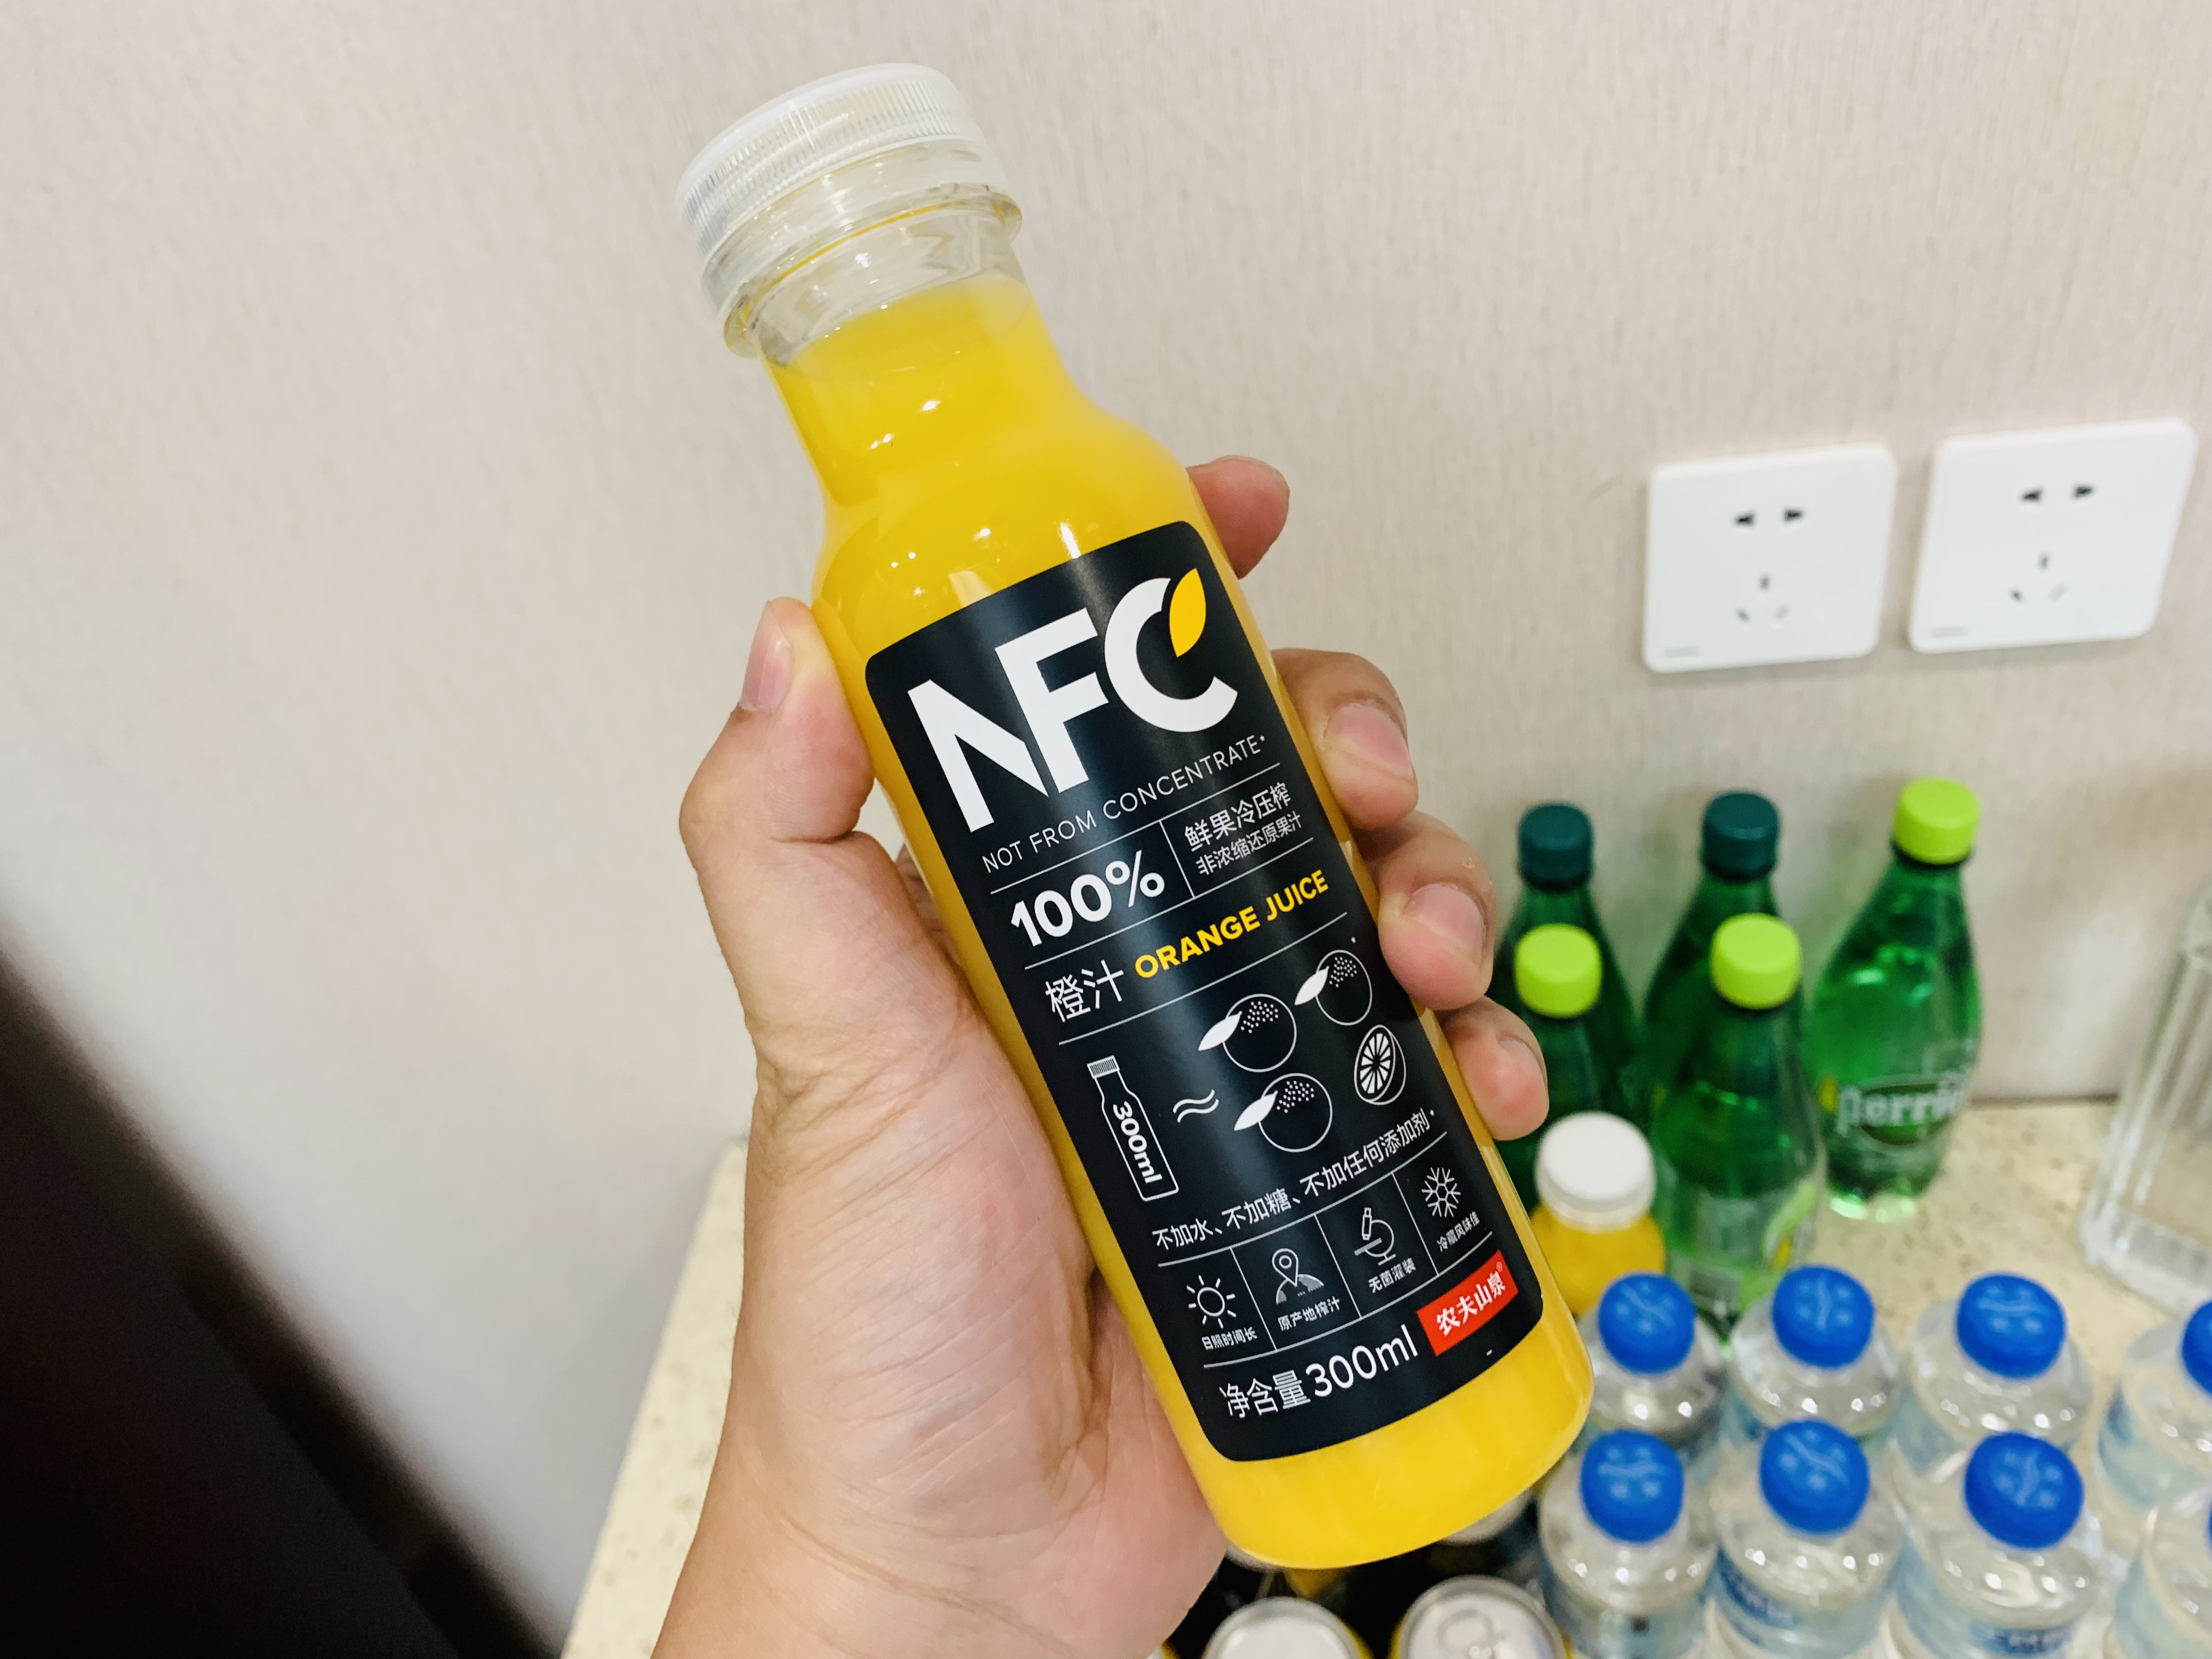 NFC
NOT FROM CONCENTRATE*
100%
鲜果冷压榨
非浓缩还原果汁
橙汁 ORANGE JUICE
300ml
不加水、不加糖、不加任何添加剂*
日照时间长
原产地榨汁
无菌灌装
冷藏风味佳
净含量300ml
农夫山泉®
perrier